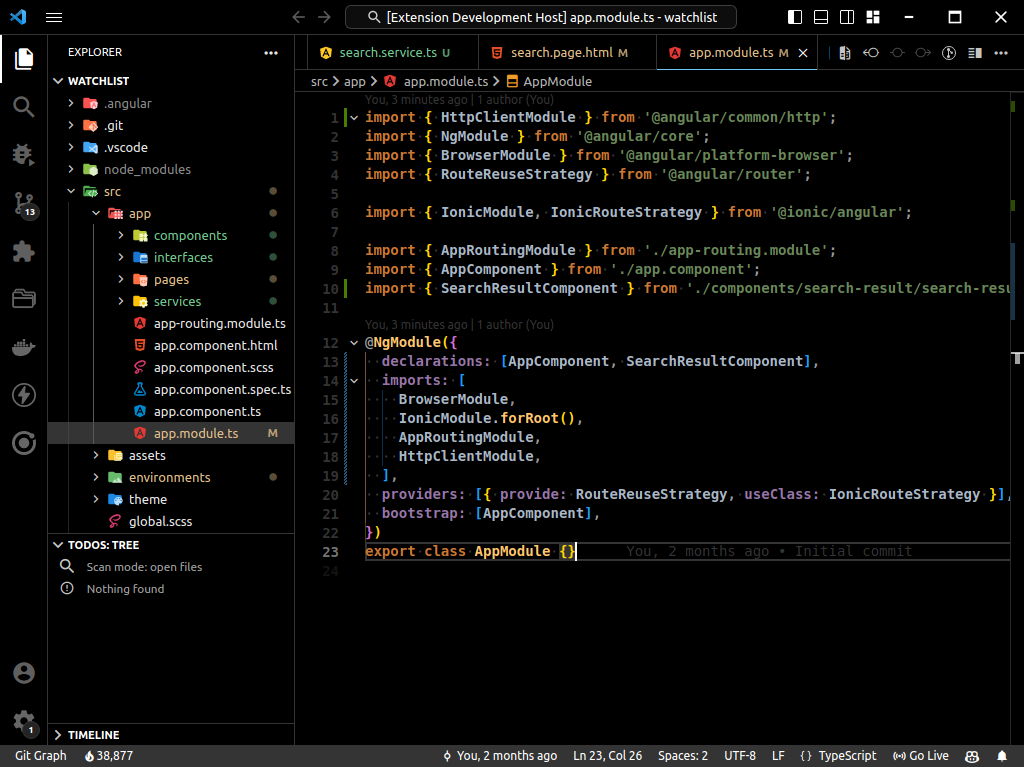 [Extension Development Host] app.module.ts - watchlist
EXPLORER
search.service.ts U
search.page.html M
app.module.ts M
WATCHLIST
.angular
.git
.vscode
node_modules
src
app
components
interfaces
pages
services
app-routing.module.ts
app.component.html
app.component.scss
app.component.spec.ts
app.component.ts
app.module.ts M
assets
environments
theme
global.scss
TODOS: TREE
Scan mode: open files
Nothing found
TIMELINE
13
1
src > app > app.module.ts > AppModule
You, 3 minutes ago | 1 author (You)
1 import { HttpClientModule } from '@angular/common/http';
2 import { NgModule } from '@angular/core';
3 import { BrowserModule } from '@angular/platform-browser';
4 import { RouteReuseStrategy } from '@angular/router';
5
6 import { IonicModule, IonicRouteStrategy } from '@ionic/angular';
7
8 import { AppRoutingModule } from './app-routing.module';
9 import { AppComponent } from './app.component';
10 import { SearchResultComponent } from './components/search-result/search-resu
11
You, 3 minutes ago | 1 author (You)
12 @NgModule({
13 declarations: [AppComponent, SearchResultComponent],
14 imports: [
15 BrowserModule,
16 IonicModule.forRoot(),
17 AppRoutingModule,
18 HttpClientModule,
19 ],
20 providers: [{ provide: RouteReuseStrategy, useClass: IonicRouteStrategy }],
21 bootstrap: [AppComponent],
22 })
23 export class AppModule {} You, 2 months ago • Initial commit
24
Git Graph 38,877 You, 2 months ago Ln 23, Col 26 Spaces: 2 UTF-8 LF { } TypeScript Go Live